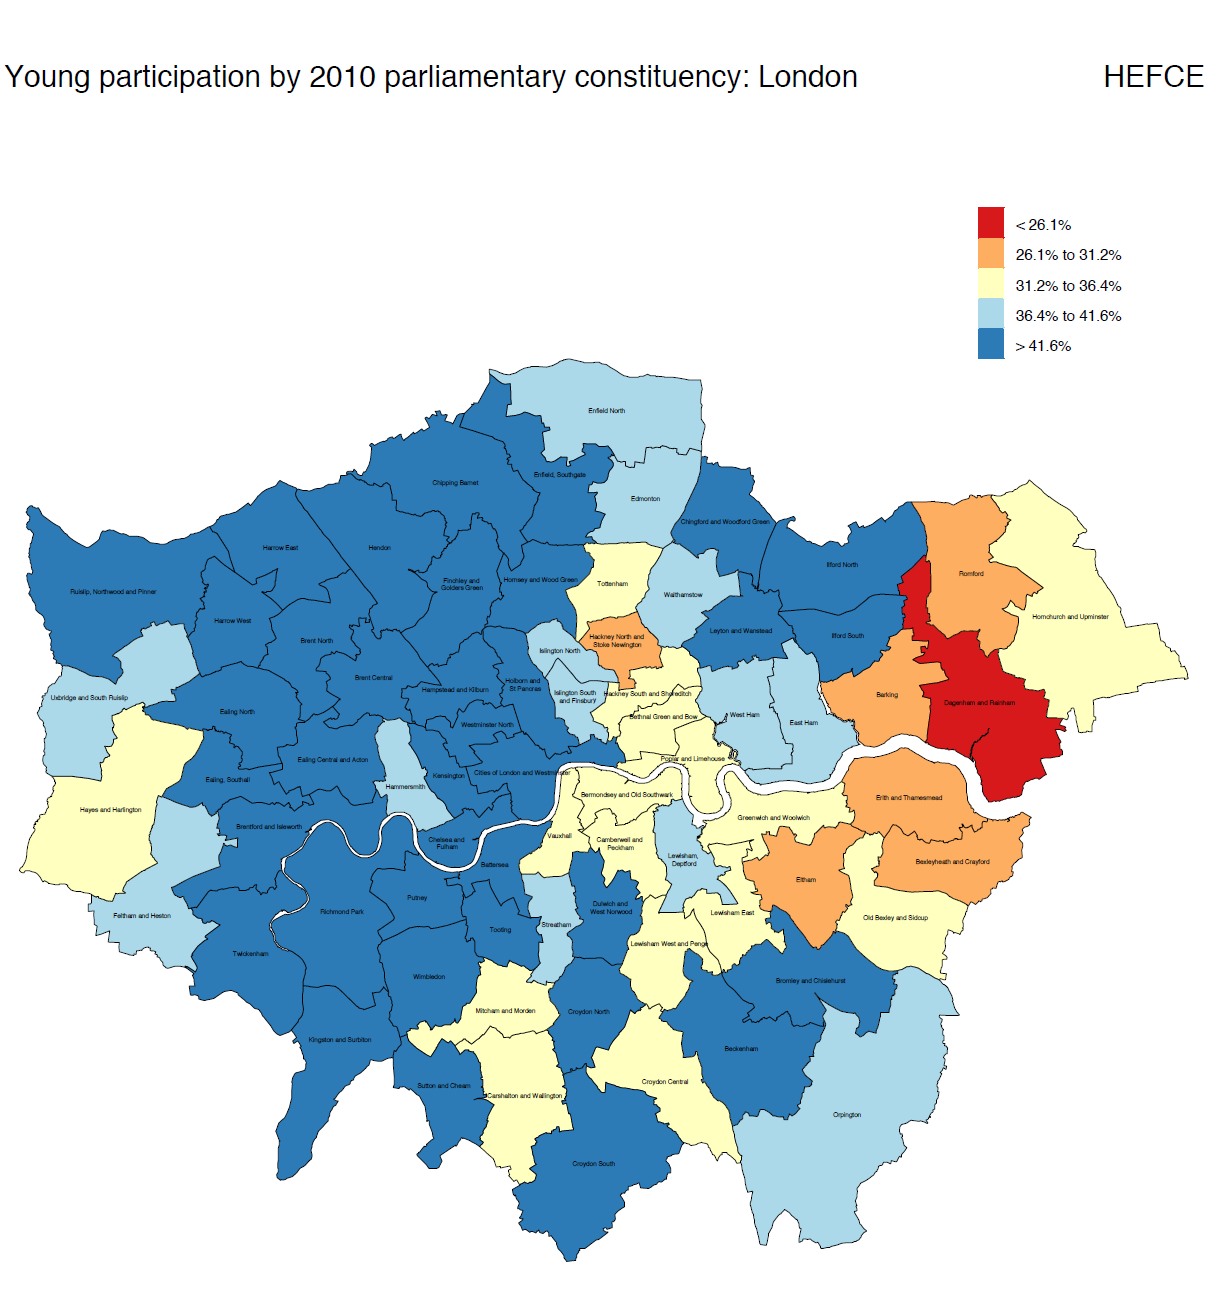 Young participation by 2010 parliamentary constituency: London
HEFCE
< 26.1%
26.1% to 31.2%
31.2% to 36.4%
36.4% to 41.6%
> 41.6%
Enfield North
Enfield, Southgate
Chipping Barnet
Edmonton
Chingford and Woodford Green
Harrow East
Hendon
Ilford North
Romford
Finchley and
Golders Green
Hornsey and Wood Green
Tottenham
Walthamstow
Ruislip, Northwood and Pinner
Harrow West
Hornchurch and Upminster
Brent North
Hackney North and
Stoke Newington
Leyton and Wanstead
Ilford South
Islington North
Brent Central
Hampstead and Kilburn
Holborn and
St Pancras
Islington South
and Finsbury
Hackney South and Shoreditch
Uxbridge and South Ruislip
Barking
Dagenham and Rainham
Ealing North
Bethnal Green and Bow
West Ham
East Ham
Westminster North
Ealing Central and Acton
Poplar and Limehouse
Ealing, Southall
Kensington
Cities of London and Westminster
Hammersmith
Bermondsey and Old Southwark
Erith and Thamesmead
Hayes and Harlington
Greenwich and Woolwich
Brentford and Isleworth
Vauxhall
Chelsea and
Fulham
Camberwell and
Peckham
Lewisham,
Deptford
Bexleyheath and Crayford
Battersea
Eltham
Putney
Richmond Park
Dulwich and
West Norwood
Lewisham East
Feltham and Heston
Old Bexley and Sidcup
Tooting
Streatham
Lewisham West and Penge
Twickenham
Wimbledon
Bromley and Chislehurst
Mitcham and Morden
Croydon North
Kingston and Surbiton
Beckenham
Sutton and Cheam
Croydon Central
Carshalton and Wallington
Orpington
Croydon South